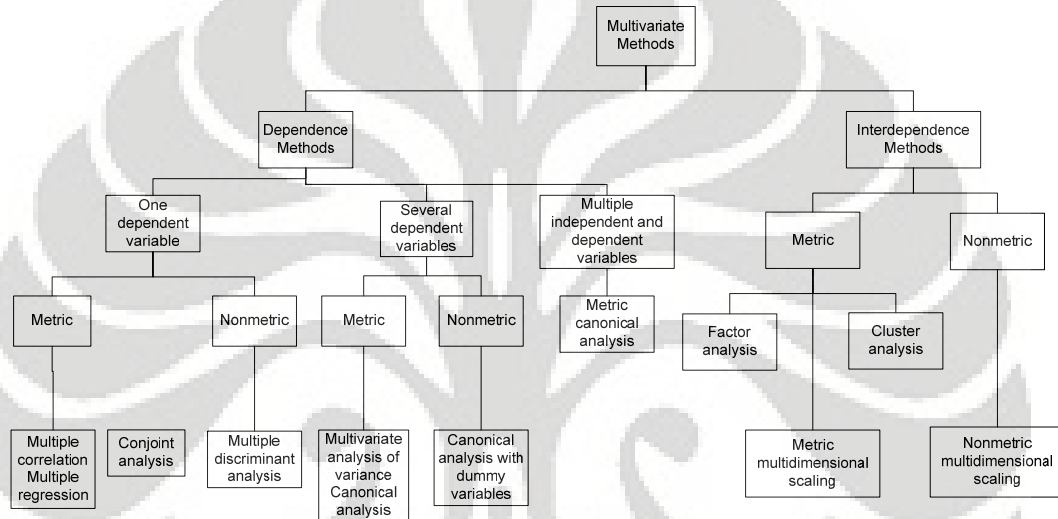 Multivariate
Methods
Dependence
Methods
Interdependence
Methods
One
dependent
variable
Several
dependent
variables
Multiple
independent and
dependent
variables
Metric
Nonmetric
Metric
Nonmetric
Metric
Nonmetric
Metric
canonical
analysis
Factor
analysis
Cluster
analysis
Multiple
correlation
Multiple
regression
Conjoint
analysis
Multiple
discriminant
analysis
Multivariate
analysis of
variance
Canonical
analysis
Canonical
analysis with
dummy
variables
Metric
multidimensional
scaling
Nonmetric
multidimensional
scaling